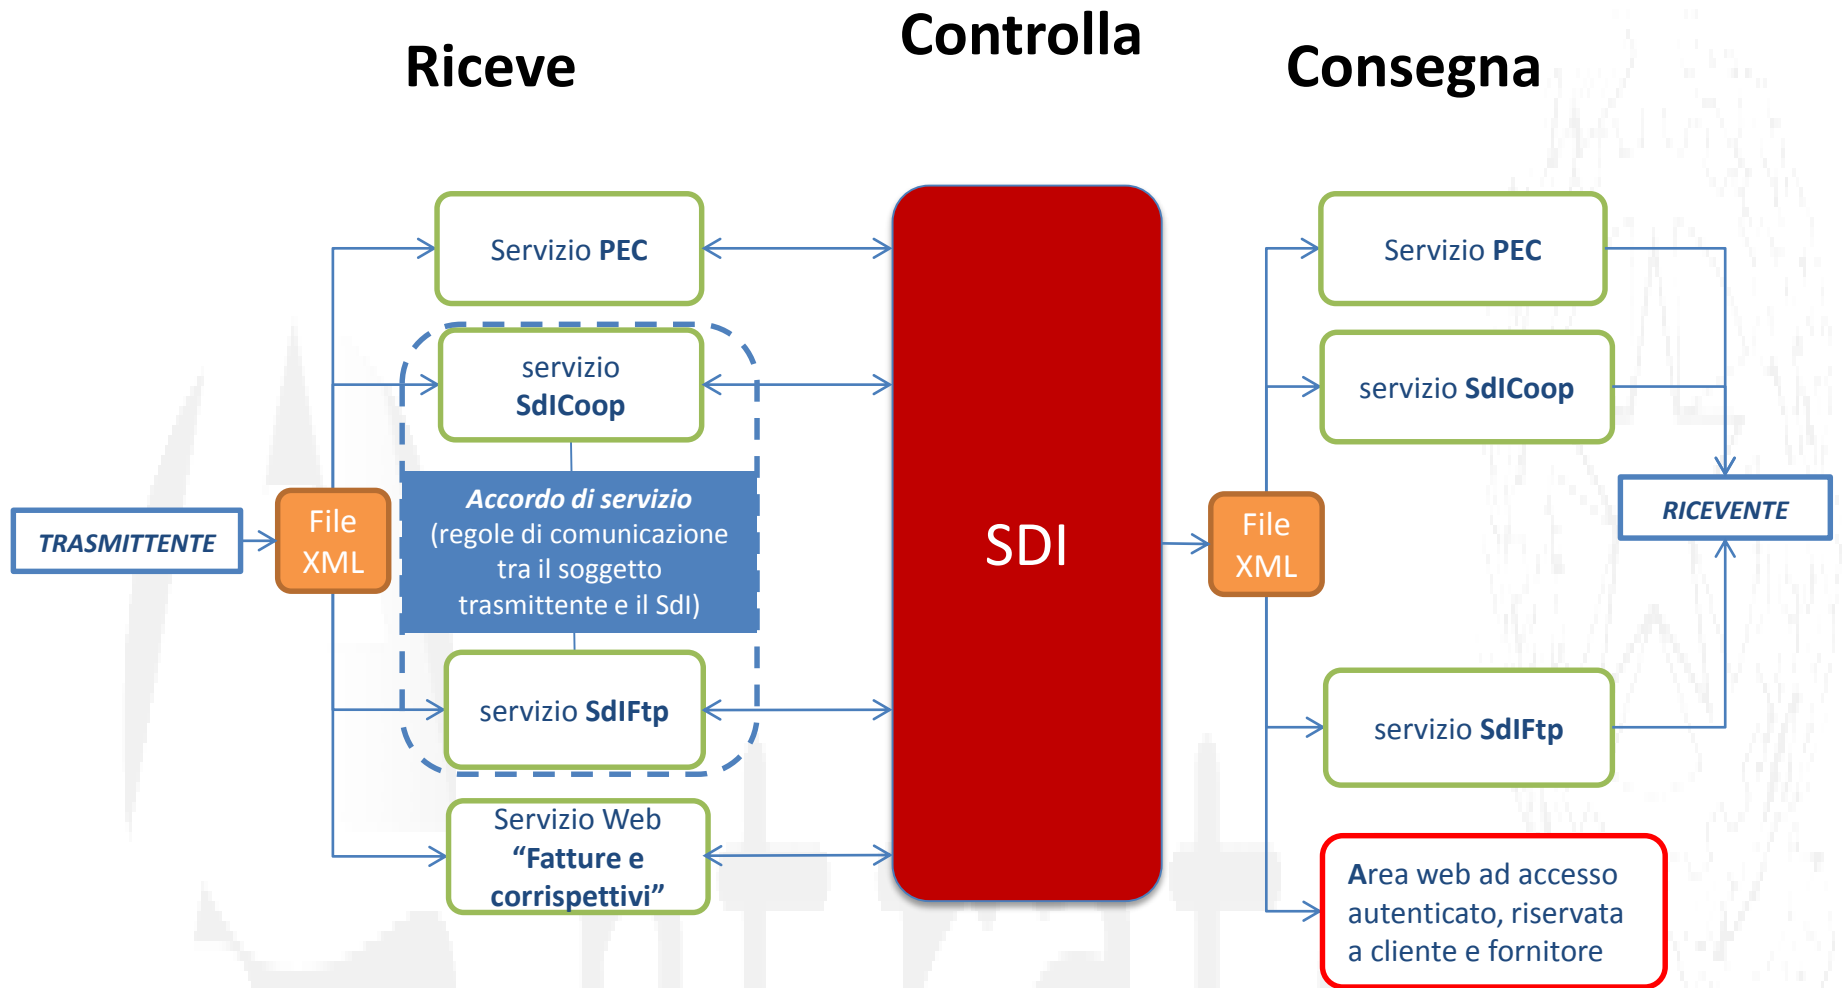 Riceve
Controlla
Consegna
TRASMITTENTE
File
XML
Servizio PEC
servizio
SdICoop
Accordo di servizio
(regole di comunicazione
tra il soggetto
trasmittente e il SdI)
servizio SdIFtp
Servizio Web
“Fatture e
corrispettivi”
SDI
File
XML
Servizio PEC
servizio SdICoop
servizio SdIFtp
Area web ad accesso
autenticato, riservata
a cliente e fornitore
RICEVENTE